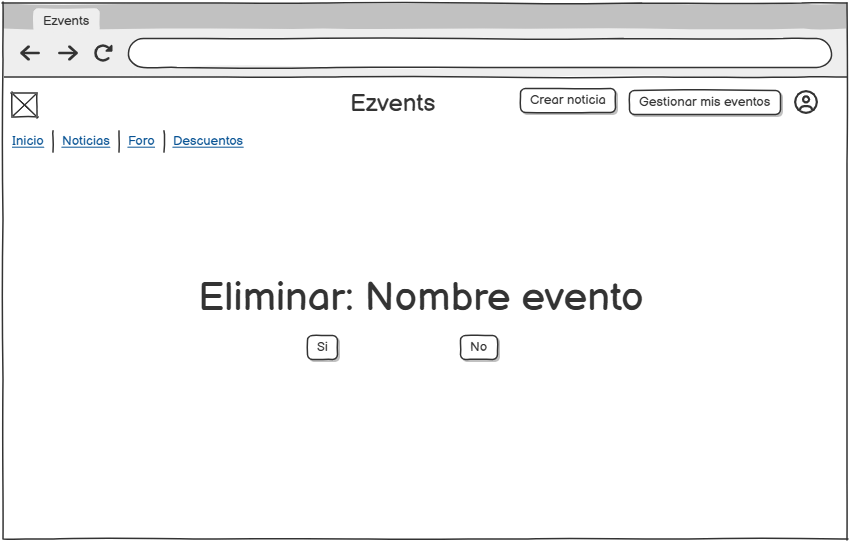 Ezvents
Ezvents
Crear noticia
Gestionar mis eventos
Inicio
Noticias
Foro
Descuentos
Eliminar: Nombre evento
Si
No